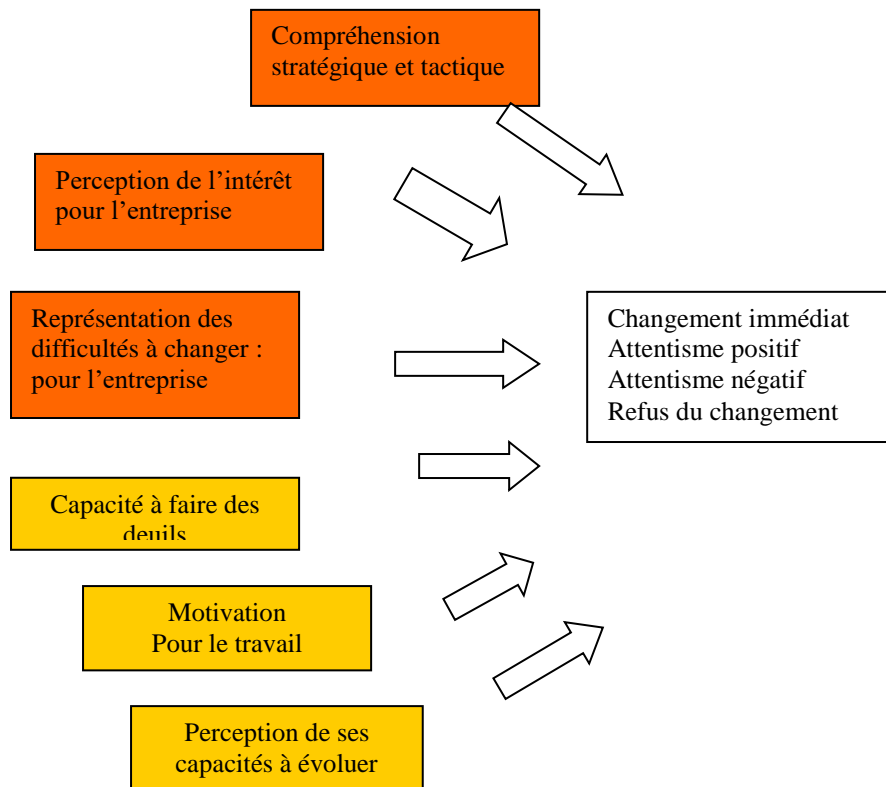 Compréhension
stratégique et tactique
Perception de l’intérêt
pour l’entreprise
Représentation des
difficultés à changer :
pour l’entreprise
Changement immédiat
Attentisme positif
Attentisme négatif
Refus du changement
Capacité à faire des
deuils
Motivation
Pour le travail
Perception de ses
capacités à évoluer